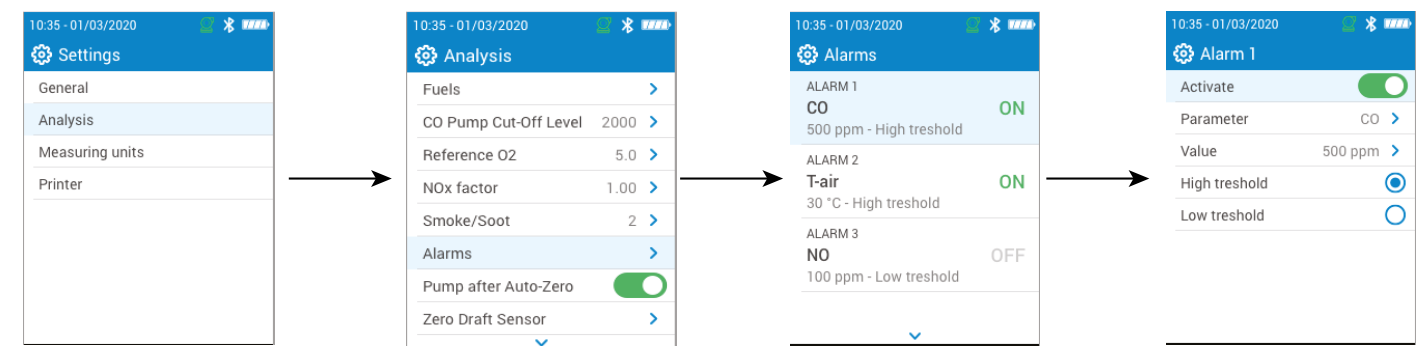 10:35 - 01/03/2020
Settings
General
Analysis
Measuring units
Printer
10:35 - 01/03/2020
Analysis
Fuels
CO Pump Cut-Off Level 2000
Reference O2 5.0
NOx factor 1.00
Smoke/Soot 2
Alarms
Pump after Auto-Zero
Zero Draft Sensor
10:35 - 01/03/2020
Alarms
ALARM 1
CO ON
500 ppm - High treshold
ALARM 2
T-air ON
30 °C - High treshold
ALARM 3
NO OFF
100 ppm - Low treshold
10:35 - 01/03/2020
Alarm 1
Activate
Parameter CO
Value 500 ppm
High treshold
Low treshold